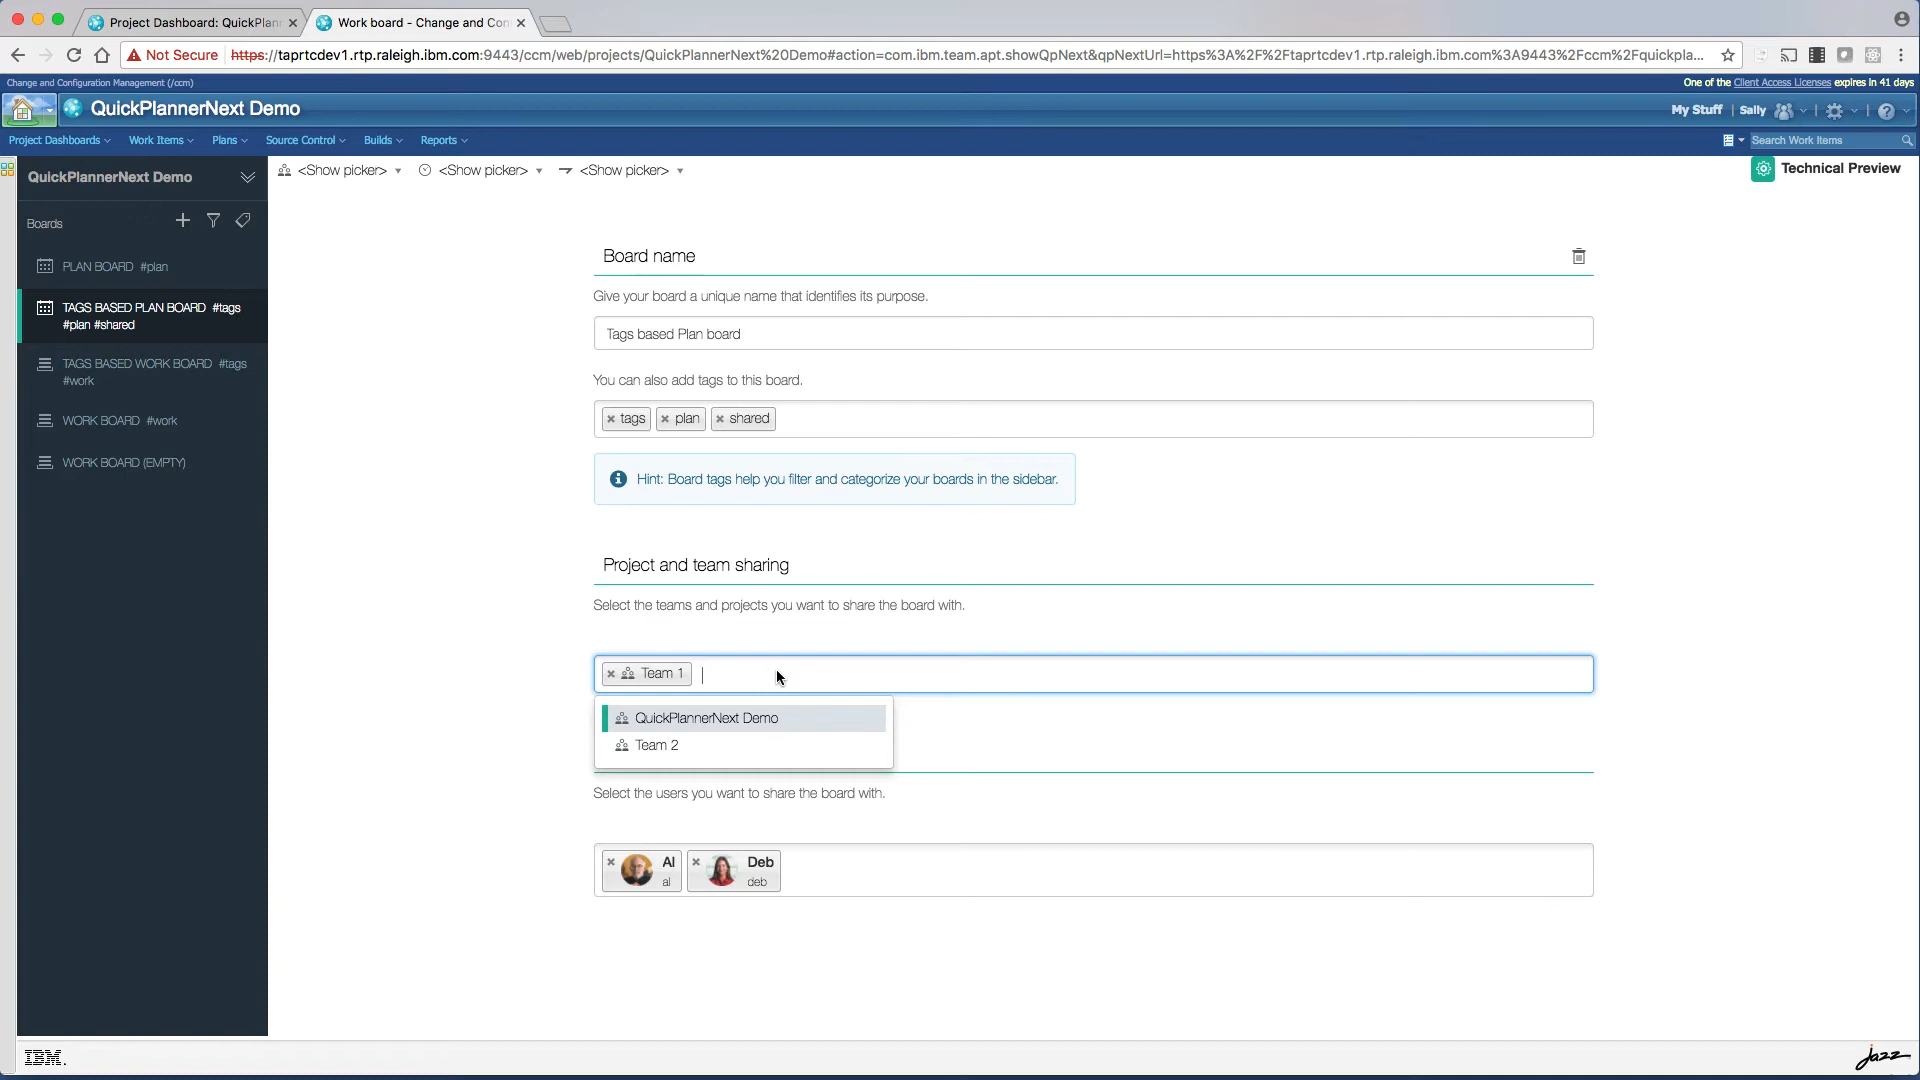 Project Dashboard: QuickPlann
Work board - Change and Con
Not Secure
https://taprtcdev1.rtp.raleigh.ibm.com:9443/ccm/web/projects/QuickPlannerNext%20Demo#action=com.ibm.team.apt.showQpNext&qpNextUrl=https%3A%2F%2Ftaprtcdev1.rtp.raleigh.ibm.com%3A9443%2Fccm%2Fquickpla...
Change and Configuration Management (/ccm)
One of the Client Access Licenses expires in 41 days
QuickPlannerNext Demo
My Stuff | Sally
Project Dashboards Work Items Plans Source Control Builds Reports
Search Work Items
QuickPlannerNext Demo
<Show picker> <Show picker> <Show picker>
Technical Preview
Boards
PLAN BOARD #plan
TAGS BASED PLAN BOARD #tags
#plan #shared
TAGS BASED WORK BOARD #tags
#work
WORK BOARD #work
WORK BOARD (EMPTY)
Board name
Give your board a unique name that identifies its purpose.
Tags based Plan board
You can also add tags to this board.
tags plan shared
Hint: Board tags help you filter and categorize your boards in the sidebar.
Project and team sharing
Select the teams and projects you want to share the board with.
Team 1
QuickPlannerNext Demo
Team 2
Select the users you want to share the board with.
Al
al
Deb
deb
IBM.
jazz